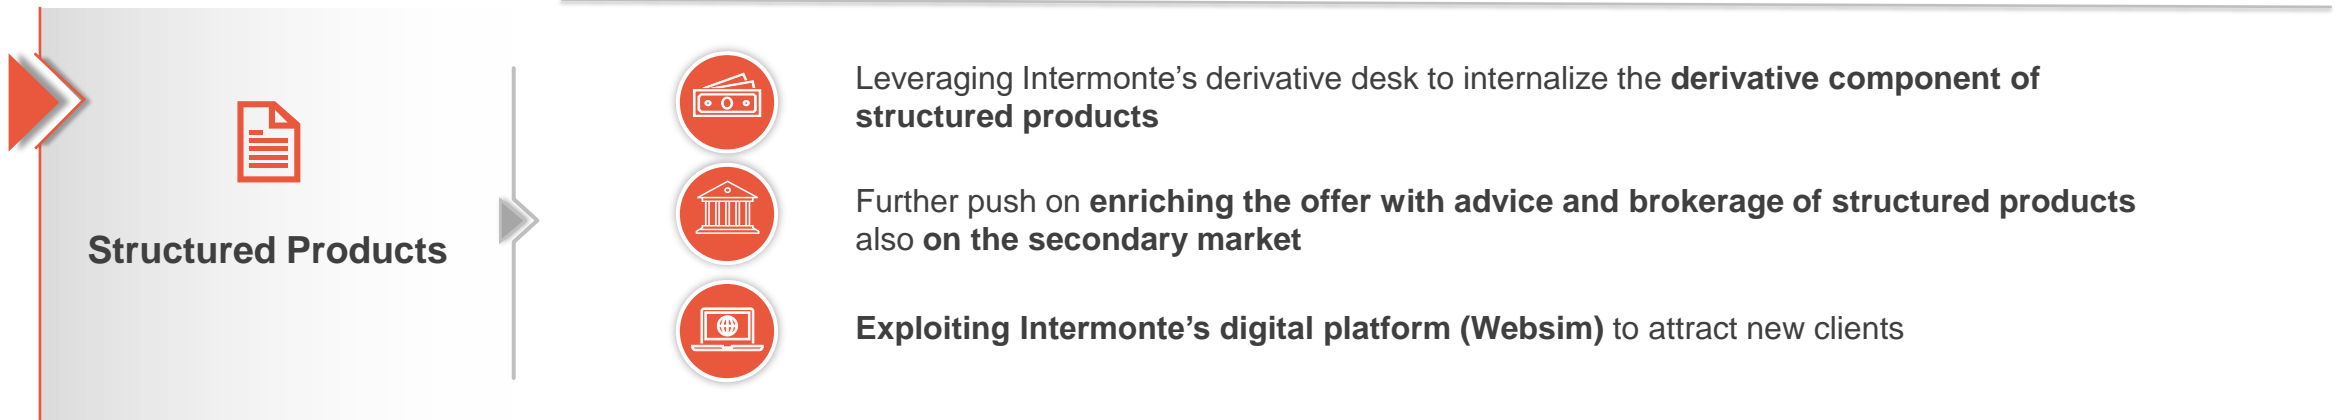 Structured Products
Leveraging Intermonte’s derivative desk to internalize the derivative component of
structured products
Further push on enriching the offer with advice and brokerage of structured products
also on the secondary market
Exploiting Intermonte’s digital platform (Websim) to attract new clients